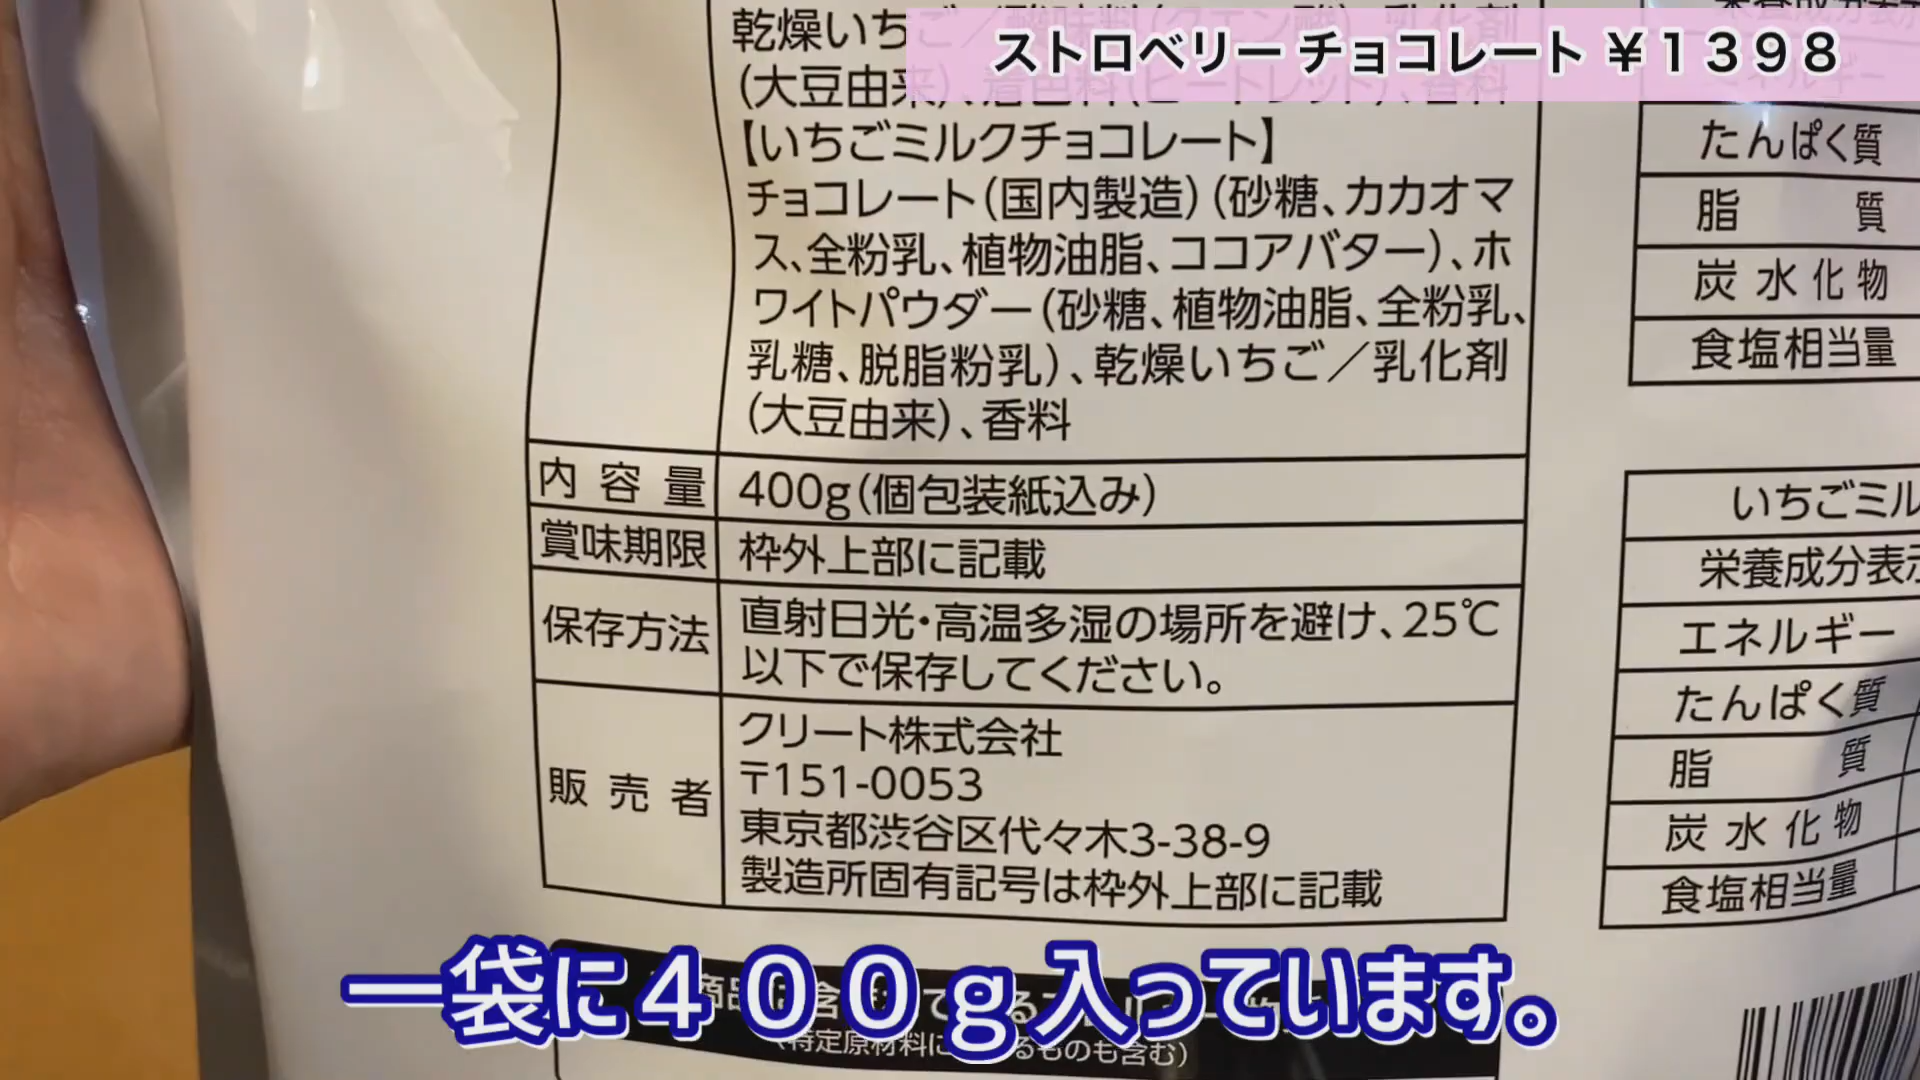 ストロベリー チョコレート ¥1398
乾燥いちご
(大豆由来)
【いちごミルクチョコレート】
チョコレート(国内製造)(砂糖、カカオマ
ス、全粉乳、植物油脂、ココアバター)、ホ
ワイトパウダー(砂糖、植物油脂、全粉乳、
乳糖、脱脂粉乳)、乾燥いちご/乳化剤
(大豆由来)、香料
内容量 400g(個包装紙込み)
賞味期限 枠外上部に記載
保存方法 直射日光・高温多湿の場所を避け、25℃
以下で保存してください。
販売者 クリート株式会社
〒151-0053
東京都渋谷区代々木3-38-9
製造所固有記号は枠外上部に記載
たんぱく質
脂質
炭水化物
食塩相当量
いちごミル
栄養成分表示
エネルギー
たんぱく質
脂質
炭水化物
食塩相当量
一袋に400g入っています。